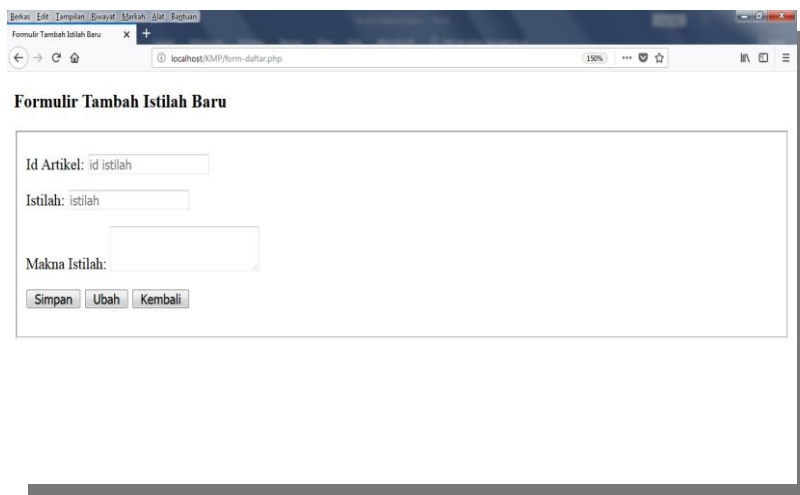 Berkas Edit Tampilan Riwayat Markah Alat Bantuan
Formulir Tambah Istilah Baru X +
localhost/KMP/form-daftar.php 150%
Formulir Tambah Istilah Baru
Id Artikel: id istilah
Istilah: istilah
Makna Istilah:
Simpan Ubah Kembali